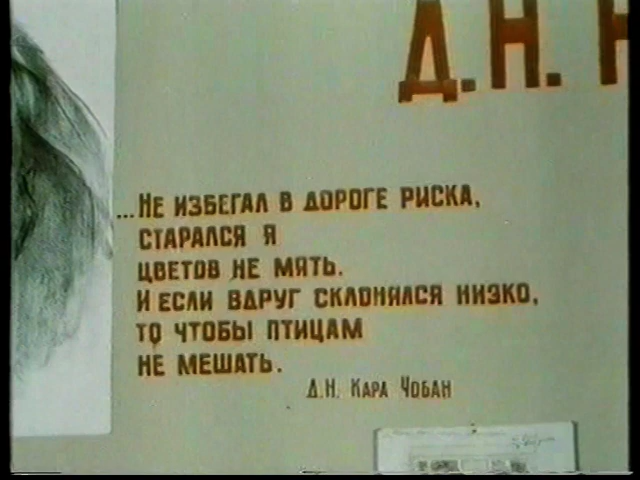 Д.Н.
...Не избегал в дороге риска,
старался я
цветов не мять.
И если вдруг склонялся низко,
то чтобы птицам
не мешать.
Д.Н. Кара Чобан